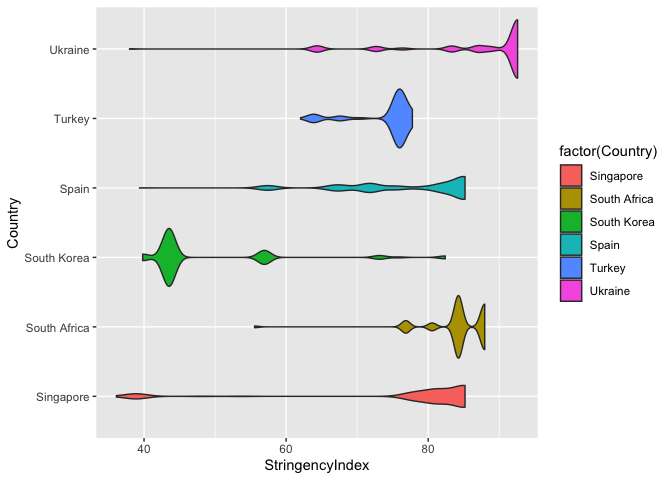 Ukraine
Turkey
Spain
South Korea
South Africa
Singapore
Country
40 60 80
StringencyIndex
factor(Country)
Singapore
South Africa
South Korea
Spain
Turkey
Ukraine